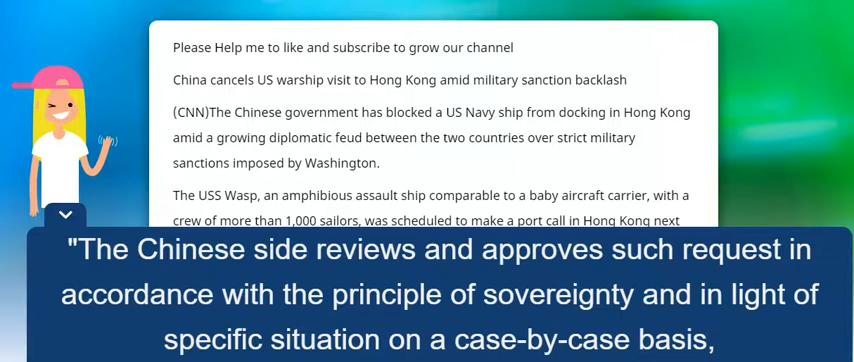 Please Help me to like and subscribe to grow our channel
China cancels US warship visit to Hong Kong amid military sanction backlash
(CNN)The Chinese government has blocked a US Navy ship from docking in Hong Kong
amid a growing diplomatic feud between the two countries over strict military
sanctions imposed by Washington.
The USS Wasp, an amphibious assault ship comparable to a baby aircraft carrier, with a
crew of more than 1,000 sailors, was scheduled to make a port call in Hong Kong next
"The Chinese side reviews and approves such request in
accordance with the principle of sovereignty and in light of
specific situation on a case-by-case basis,